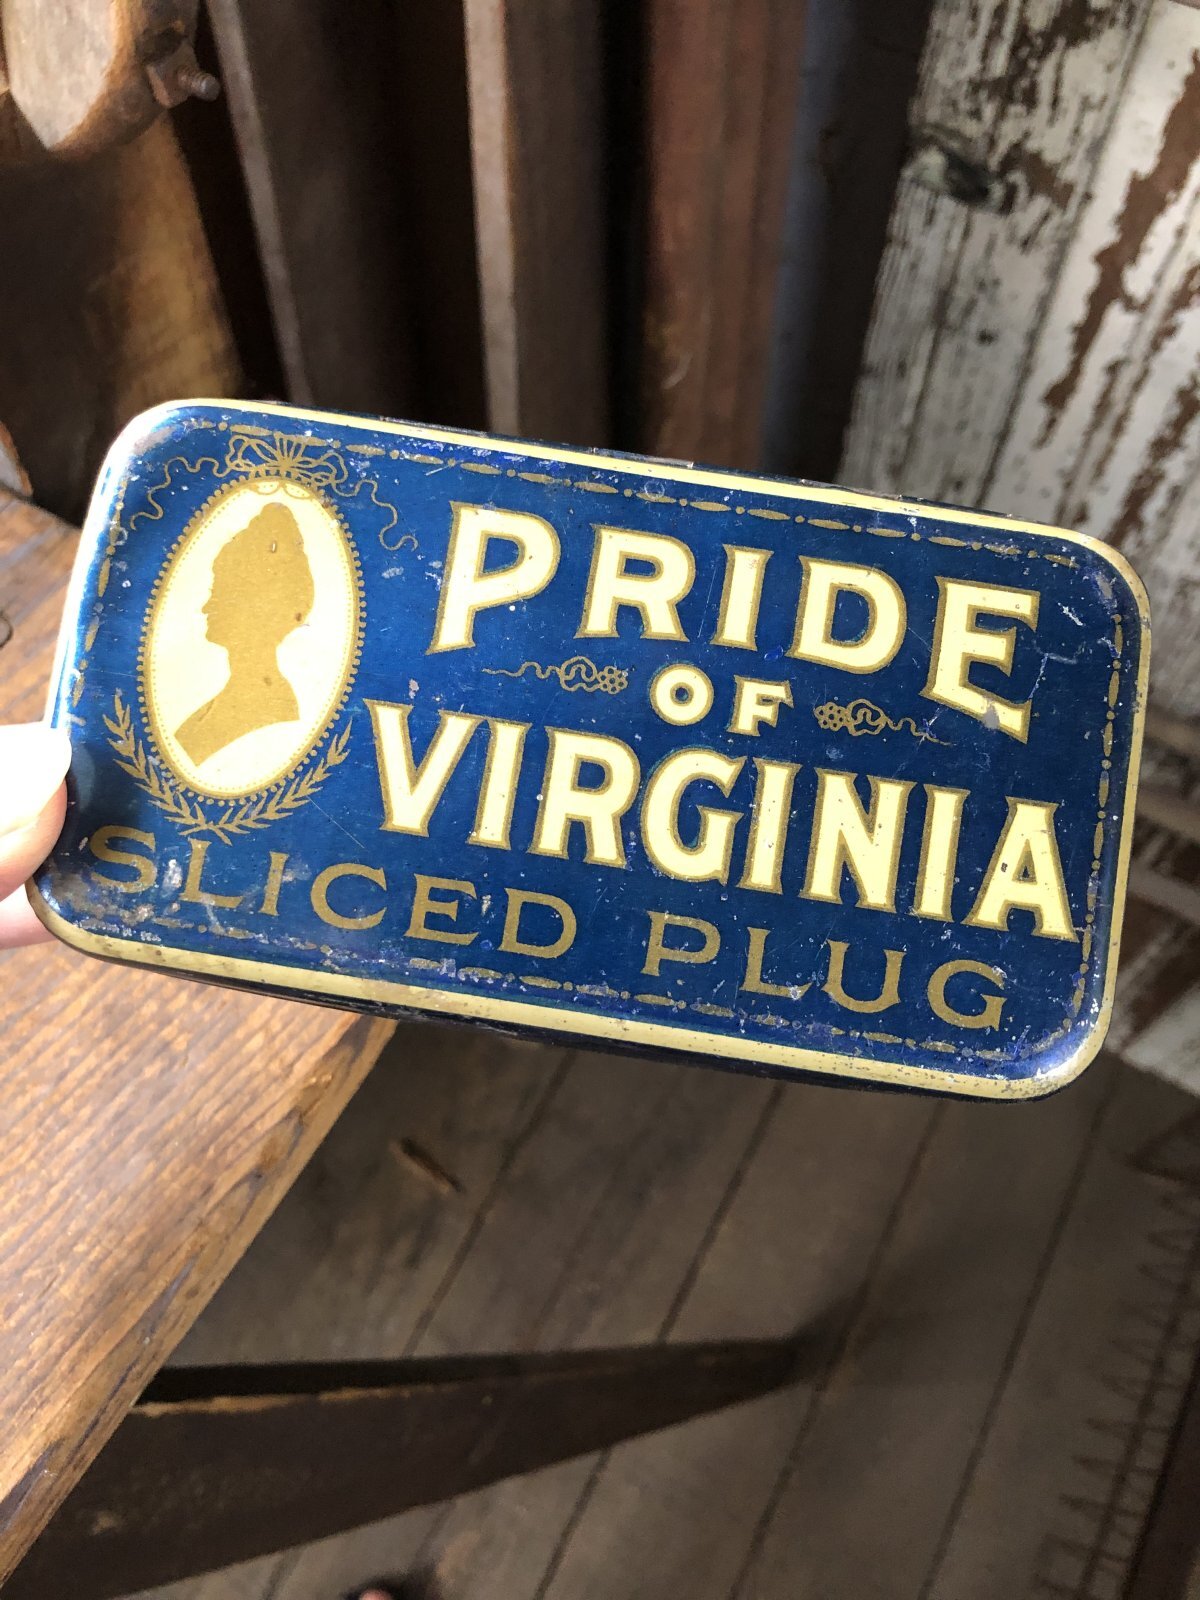 PRIDE
OF
VIRGINIA
SLICED PLUG